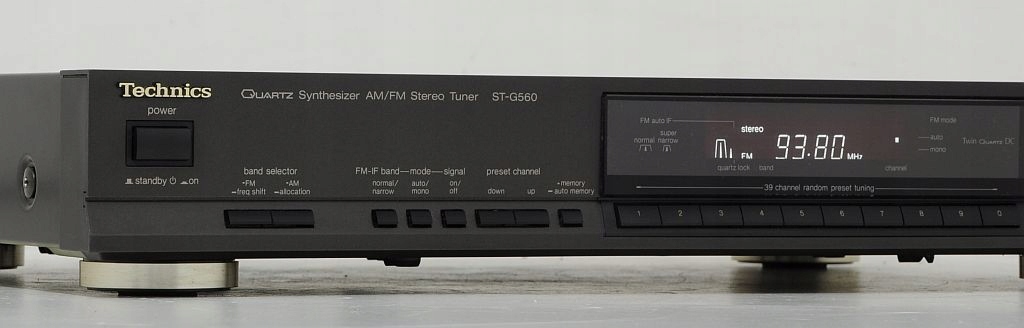 Technics
QUARTZ Synthesizer AM/FM Stereo Tuner ST-G560
power
standby on
band selector
-FM
-freq shift
-AM
-allocation
FM-IF band mode signal
normal/
narrow
auto/
mono
on/
off
preset channel
down up
-memory
-auto memory
FM auto IF
super
normal narrow
stereo
FM 93.80 MHz
quartz lock band
channel
FM mode
auto
mono
Twin QUARTZ DC
39 channel random preset tuning
1 2 3 4 5 6 7 8 9 0